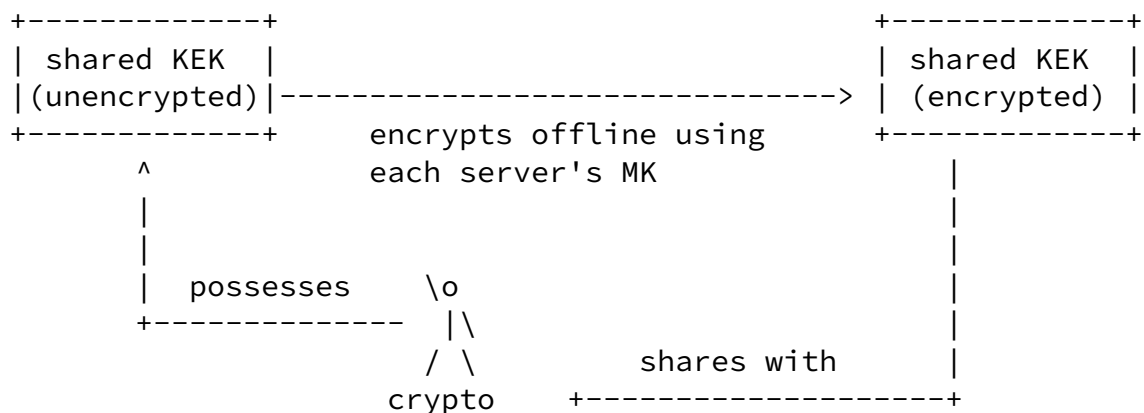 shared KEK shared KEK
(unencrypted) (encrypted)
encrypts offline using
each server's MK
possesses
shares with
crypto